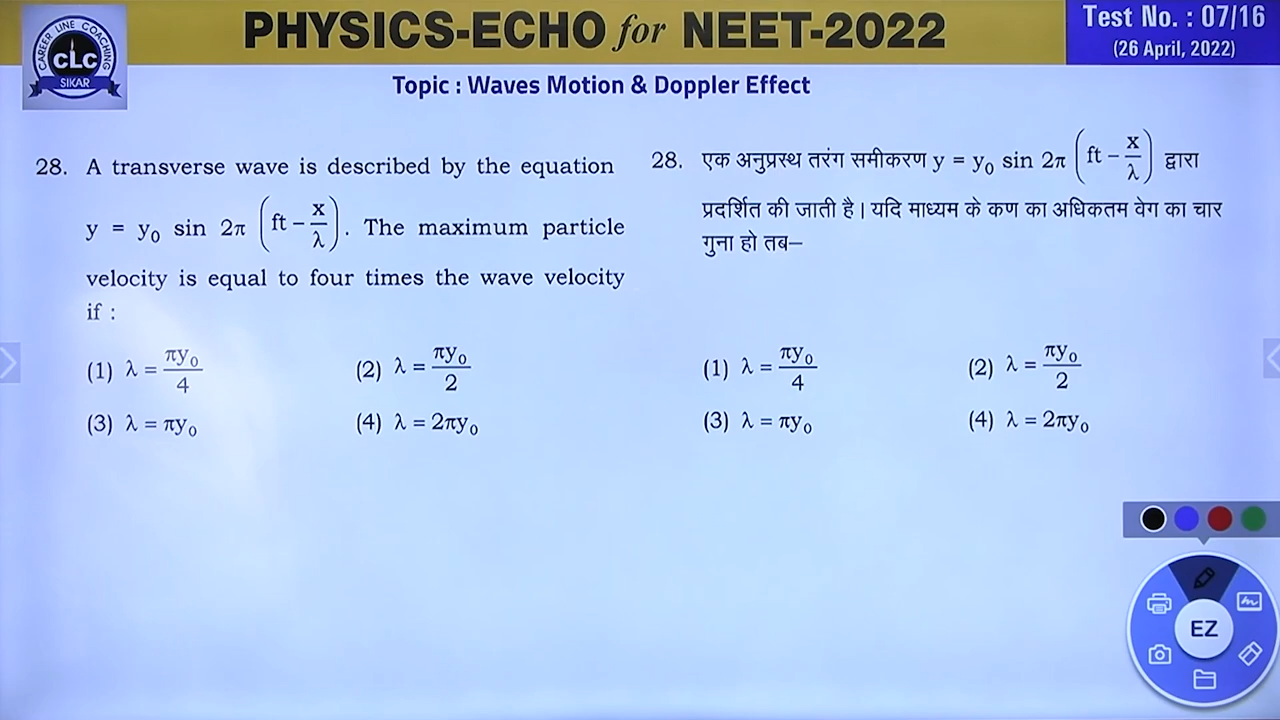 CAREER LINE COACHING
CLC
SIKAR
PHYSICS-ECHO for NEET-2022
Test No. : 07/16
(26 April, 2022)
Topic : Waves Motion & Doppler Effect
28. A transverse wave is described by the equation
y = y₀ sin 2π (ft – x/λ). The maximum particle
velocity is equal to four times the wave velocity
if :
(1) λ = πy₀/4 (2) λ = πy₀/2
(3) λ = πy₀ (4) λ = 2πy₀
28. एक अनुप्रस्थ तरंग समीकरण y = y₀ sin 2π (ft – x/λ) द्वारा
प्रदर्शित की जाती है। यदि माध्यम के कण का अधिकतम वेग का चार
गुना हो तब–
(1) λ = πy₀/4 (2) λ = πy₀/2
(3) λ = πy₀ (4) λ = 2πy₀
EZ